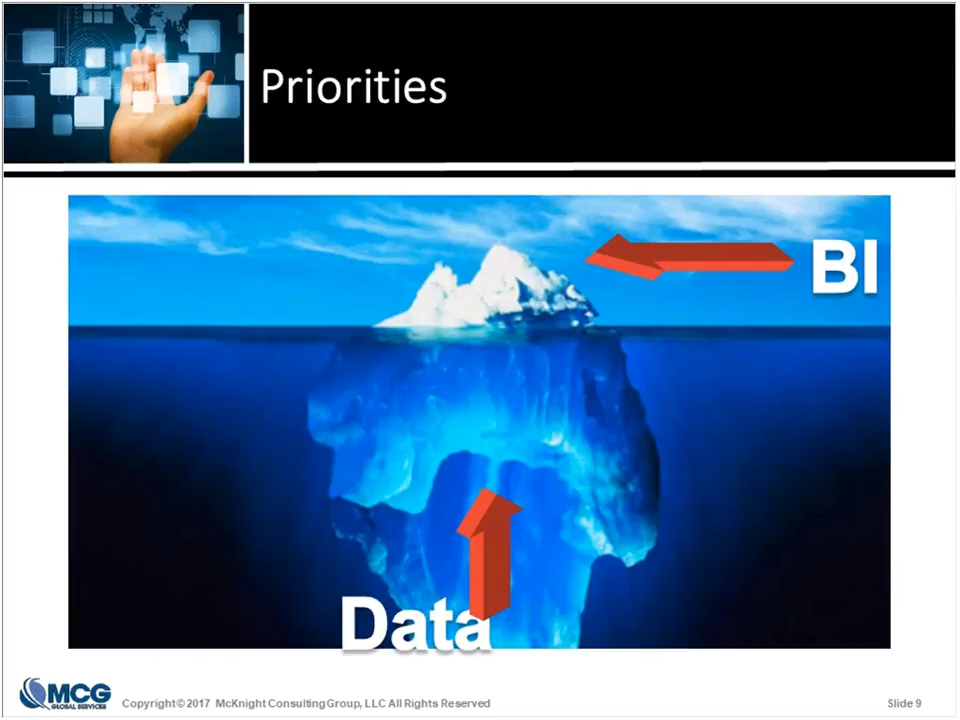 Priorities
BI
Data
MCG
GLOBAL SERVICES
Copyright© 2017 McKnight Consulting Group, LLC All Rights Reserved
Slide 9